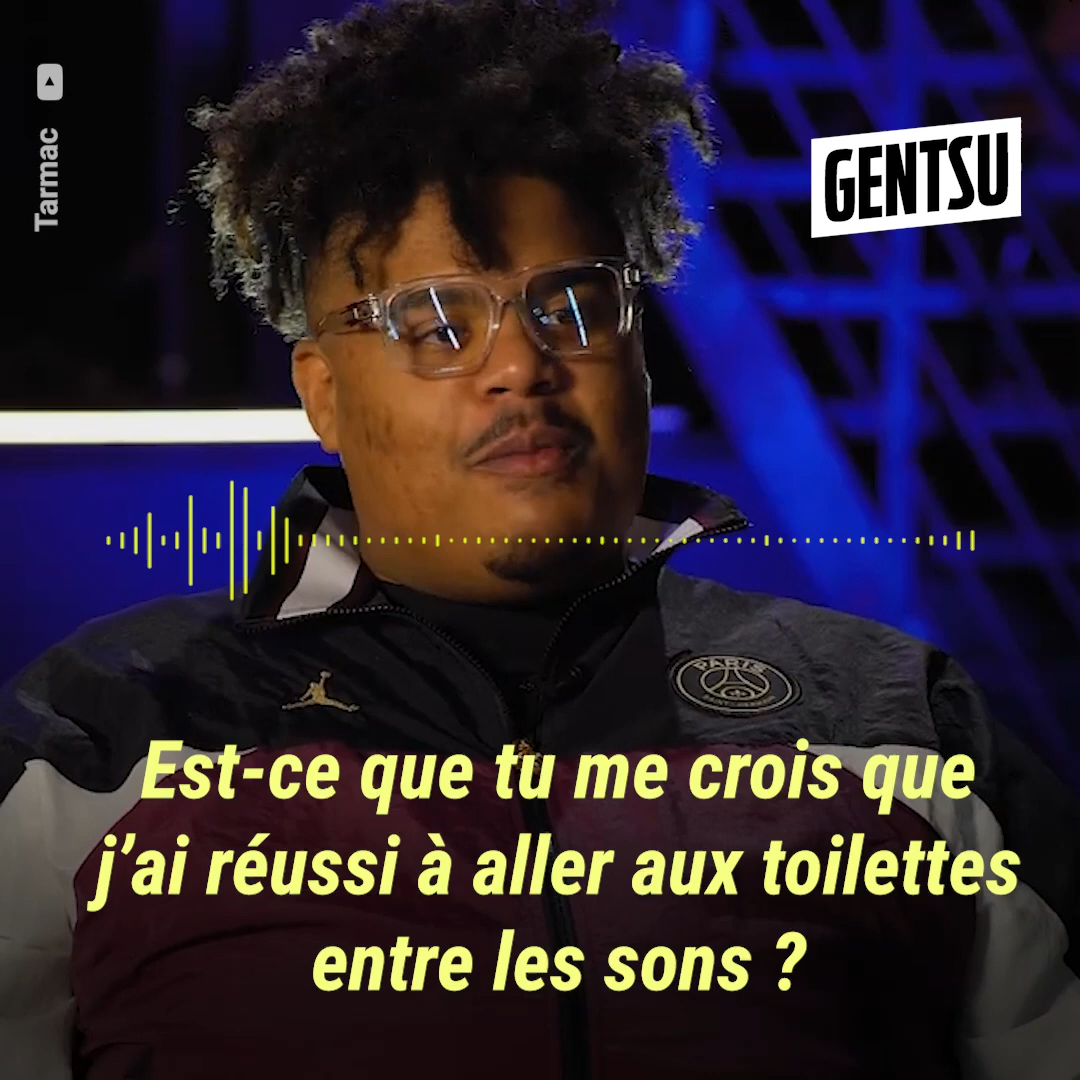 Tarmac
GENTSU
PARIS
Est-ce que tu me crois que
j'ai réussi à aller aux toilettes
entre les sons ?